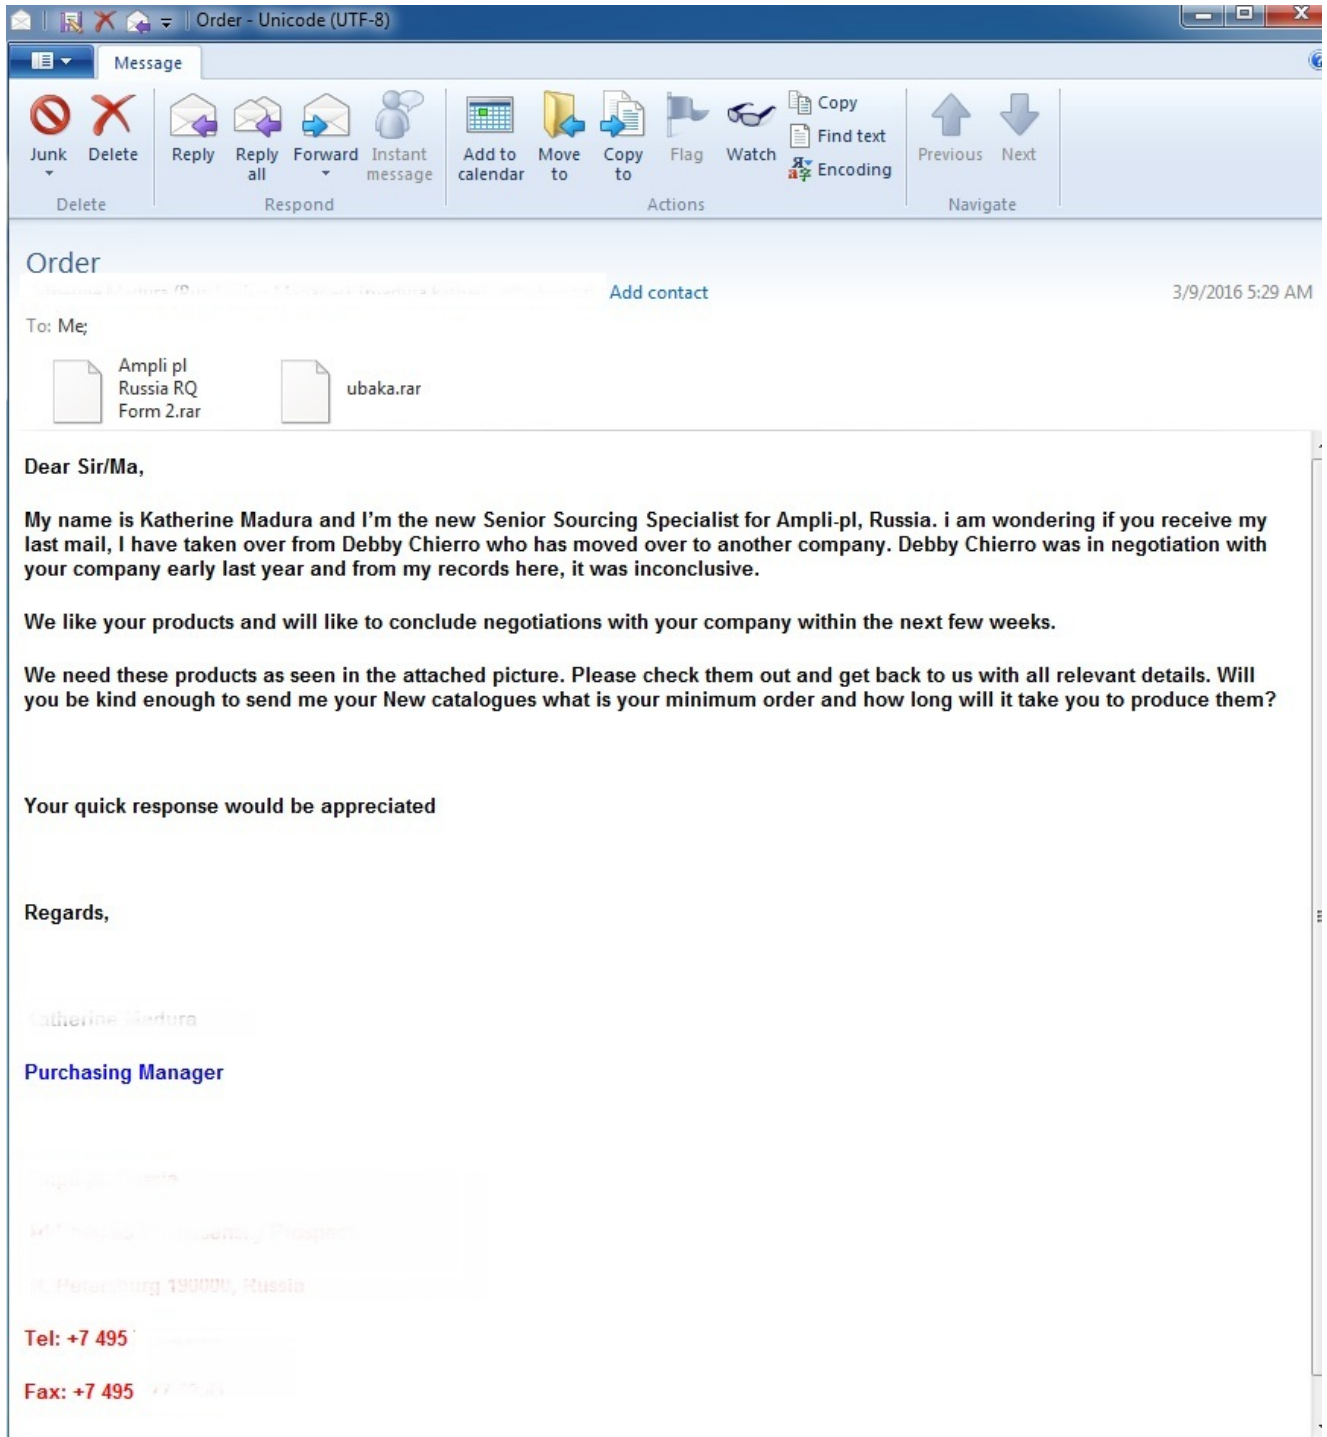 Order - Unicode (UTF-8)
Message
Junk
Delete
Reply
Reply all
Forward
Instant message
Add to calendar
Move to
Copy to
Flag
Watch
Copy
Find text
Encoding
Previous
Next
Delete
Respond
Actions
Navigate
Order
Add contact
3/9/2016 5:29 AM
To: Me;
Ampli pl
Russia RQ
Form 2.rar
ubaka.rar
Dear Sir/Ma,
My name is Katherine Madura and I'm the new Senior Sourcing Specialist for Ampli-pl, Russia. i am wondering if you receive my
last mail, I have taken over from Debby Chierro who has moved over to another company. Debby Chierro was in negotiation with
your company early last year and from my records here, it was inconclusive.
We like your products and will like to conclude negotiations with your company within the next few weeks.
We need these products as seen in the attached picture. Please check them out and get back to us with all relevant details. Will
you be kind enough to send me your New catalogues what is your minimum order and how long will it take you to produce them?
Your quick response would be appreciated
Regards,
Katherine Madura
Purchasing Manager
Petersburg 190000, Russia
Tel: +7 495
Fax: +7 495